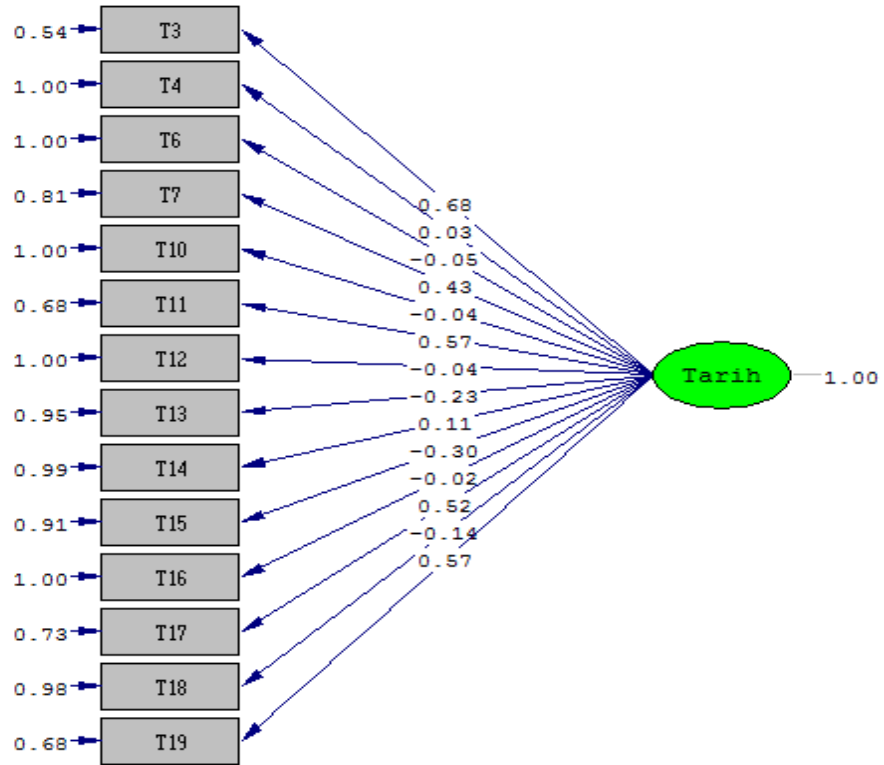 0.54 T3
1.00 T4
1.00 T6
0.81 T7
0.68
1.00 T10
0.03
-0.05
0.43
-0.04
0.68 T11
0.57
1.00 T12
-0.04
Tarih 1.00
0.95 T13
-0.23
0.11
0.99 T14
-0.30
-0.02
0.91 T15
0.52
-0.14
1.00 T16
0.57
0.73 T17
0.98 T18
0.68 T19